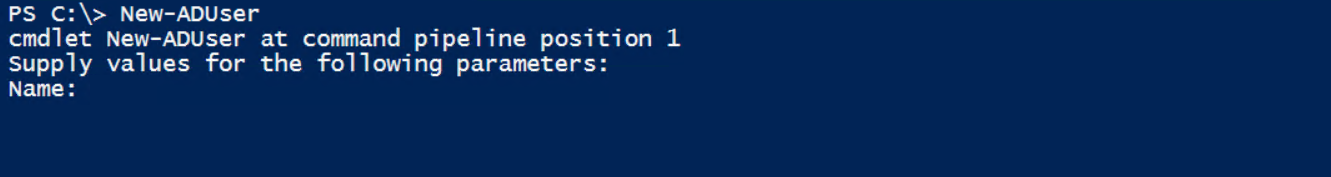 PS C:\> New-ADUser
cmdlet New-ADUser at command pipeline position 1
Supply values for the following parameters:
Name: